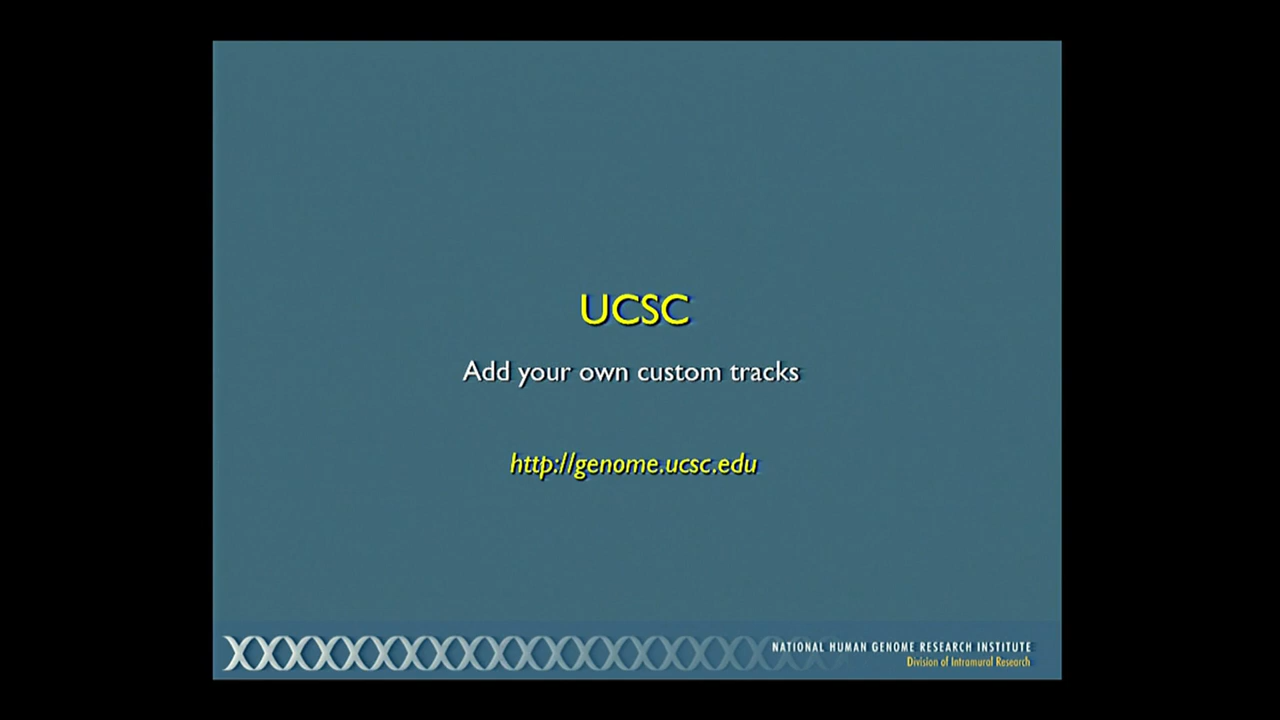 UCSC
Add your own custom tracks
http://genome.ucsc.edu
NATIONAL HUMAN GENOME RESEARCH INSTITUTE
Division of Intramural Research